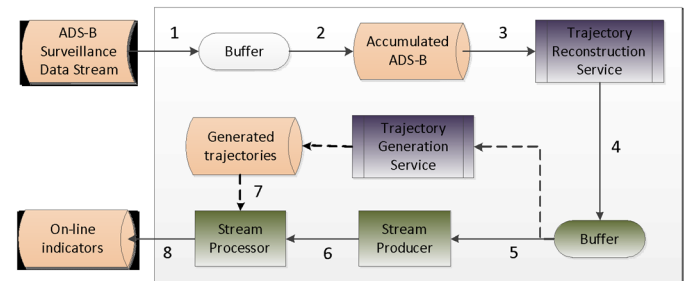 ADS-B
Surveillance
Data Stream
1
Buffer
2
Accumulated
ADS-B
3
Trajectory
Reconstruction
Service
4
Generated
trajectories
Trajectory
Generation
Service
7
On-line
indicators
8
Stream
Processor
6
Stream
Producer
5
Buffer